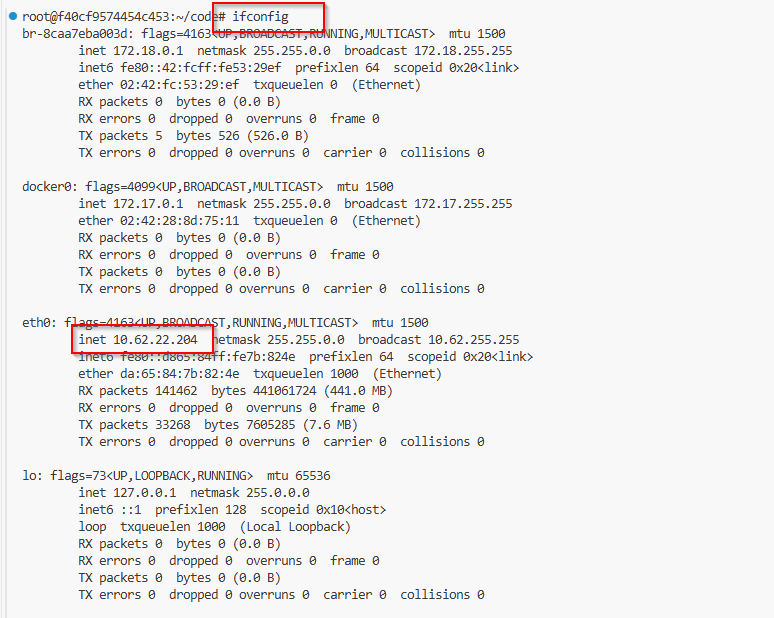 root@f40cf9574454c453:~/code# ifconfig
br-8caa7eba003d: flags=4163<UP,BROADCAST,RUNNING,MULTICAST>  mtu 1500
        inet 172.18.0.1  netmask 255.255.0.0  broadcast 172.18.255.255
        inet6 fe80::42:fcff:fe53:29ef  prefixlen 64  scopeid 0x20<link>
        ether 02:42:fc:53:29:ef  txqueuelen 0  (Ethernet)
        RX packets 0  bytes 0 (0.0 B)
        RX errors 0  dropped 0  overruns 0  frame 0
        TX packets 5  bytes 526 (526.0 B)
        TX errors 0  dropped 0 overruns 0  carrier 0  collisions 0

docker0: flags=4099<UP,BROADCAST,MULTICAST>  mtu 1500
        inet 172.17.0.1  netmask 255.255.0.0  broadcast 172.17.255.255
        ether 02:42:28:8d:75:11  txqueuelen 0  (Ethernet)
        RX packets 0  bytes 0 (0.0 B)
        RX errors 0  dropped 0  overruns 0  frame 0
        TX packets 0  bytes 0 (0.0 B)
        TX errors 0  dropped 0 overruns 0  carrier 0  collisions 0

eth0: flags=4163<UP,BROADCAST,RUNNING,MULTICAST>  mtu 1500
        inet 10.62.22.204  netmask 255.255.0.0  broadcast 10.62.255.255
        inet6 fe80::d865:84ff:fe7b:824e  prefixlen 64  scopeid 0x20<link>
        ether da:65:84:7b:82:4e  txqueuelen 1000  (Ethernet)
        RX packets 141462  bytes 441061724 (441.0 MB)
        RX errors 0  dropped 0  overruns 0  frame 0
        TX packets 33268  bytes 7605285 (7.6 MB)
        TX errors 0  dropped 0 overruns 0  carrier 0  collisions 0

lo: flags=73<UP,LOOPBACK,RUNNING>  mtu 65536
        inet 127.0.0.1  netmask 255.0.0.0
        inet6 ::1  prefixlen 128  scopeid 0x10<host>
        loop  txqueuelen 1000  (Local Loopback)
        RX packets 0  bytes 0 (0.0 B)
        RX errors 0  dropped 0  overruns 0  frame 0
        TX packets 0  bytes 0 (0.0 B)
        TX errors 0  dropped 0 overruns 0  carrier 0  collisions 0